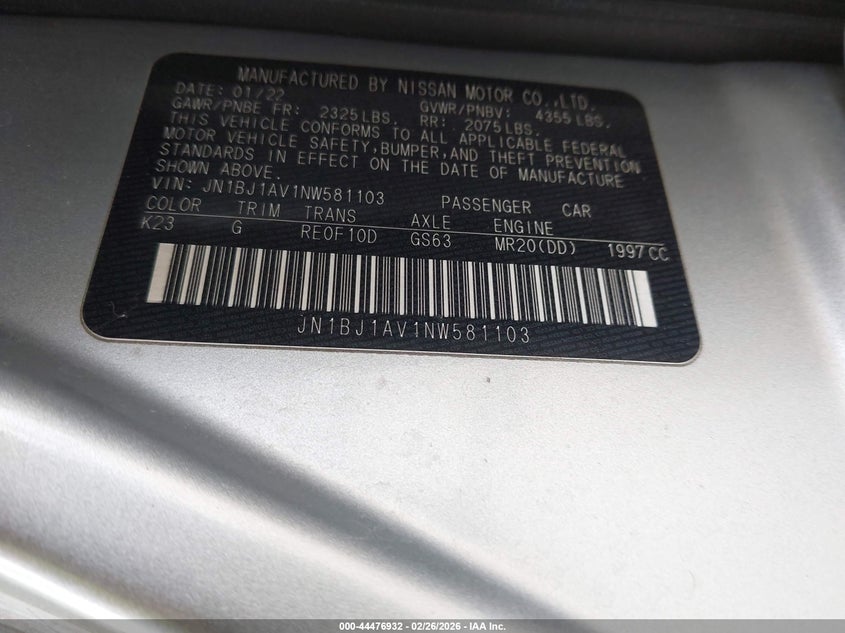 MANUFACTURED BY NISSAN MOTOR CO.,LTD.
DATE: 01/22 GVWR/PNBV: 4355 LBS.
GAWR/PNBE FR: 2325 LBS. RR: 2075 LBS.
THIS VEHICLE CONFORMS TO ALL APPLICABLE FEDERAL
MOTOR VEHICLE SAFETY, BUMPER, AND THEFT PREVENTION
STANDARDS IN EFFECT ON THE DATE OF MANUFACTURE
SHOWN ABOVE.
VIN: JN1BJ1AV1NW581103 PASSENGER CAR
COLOR TRIM TRANS AXLE ENGINE
K23 G RE0F10D GS63 MR20(DD) 1997 CC
JN1BJ1AV1NW581103
000-44476932 - 02/26/2026 - IAA Inc.